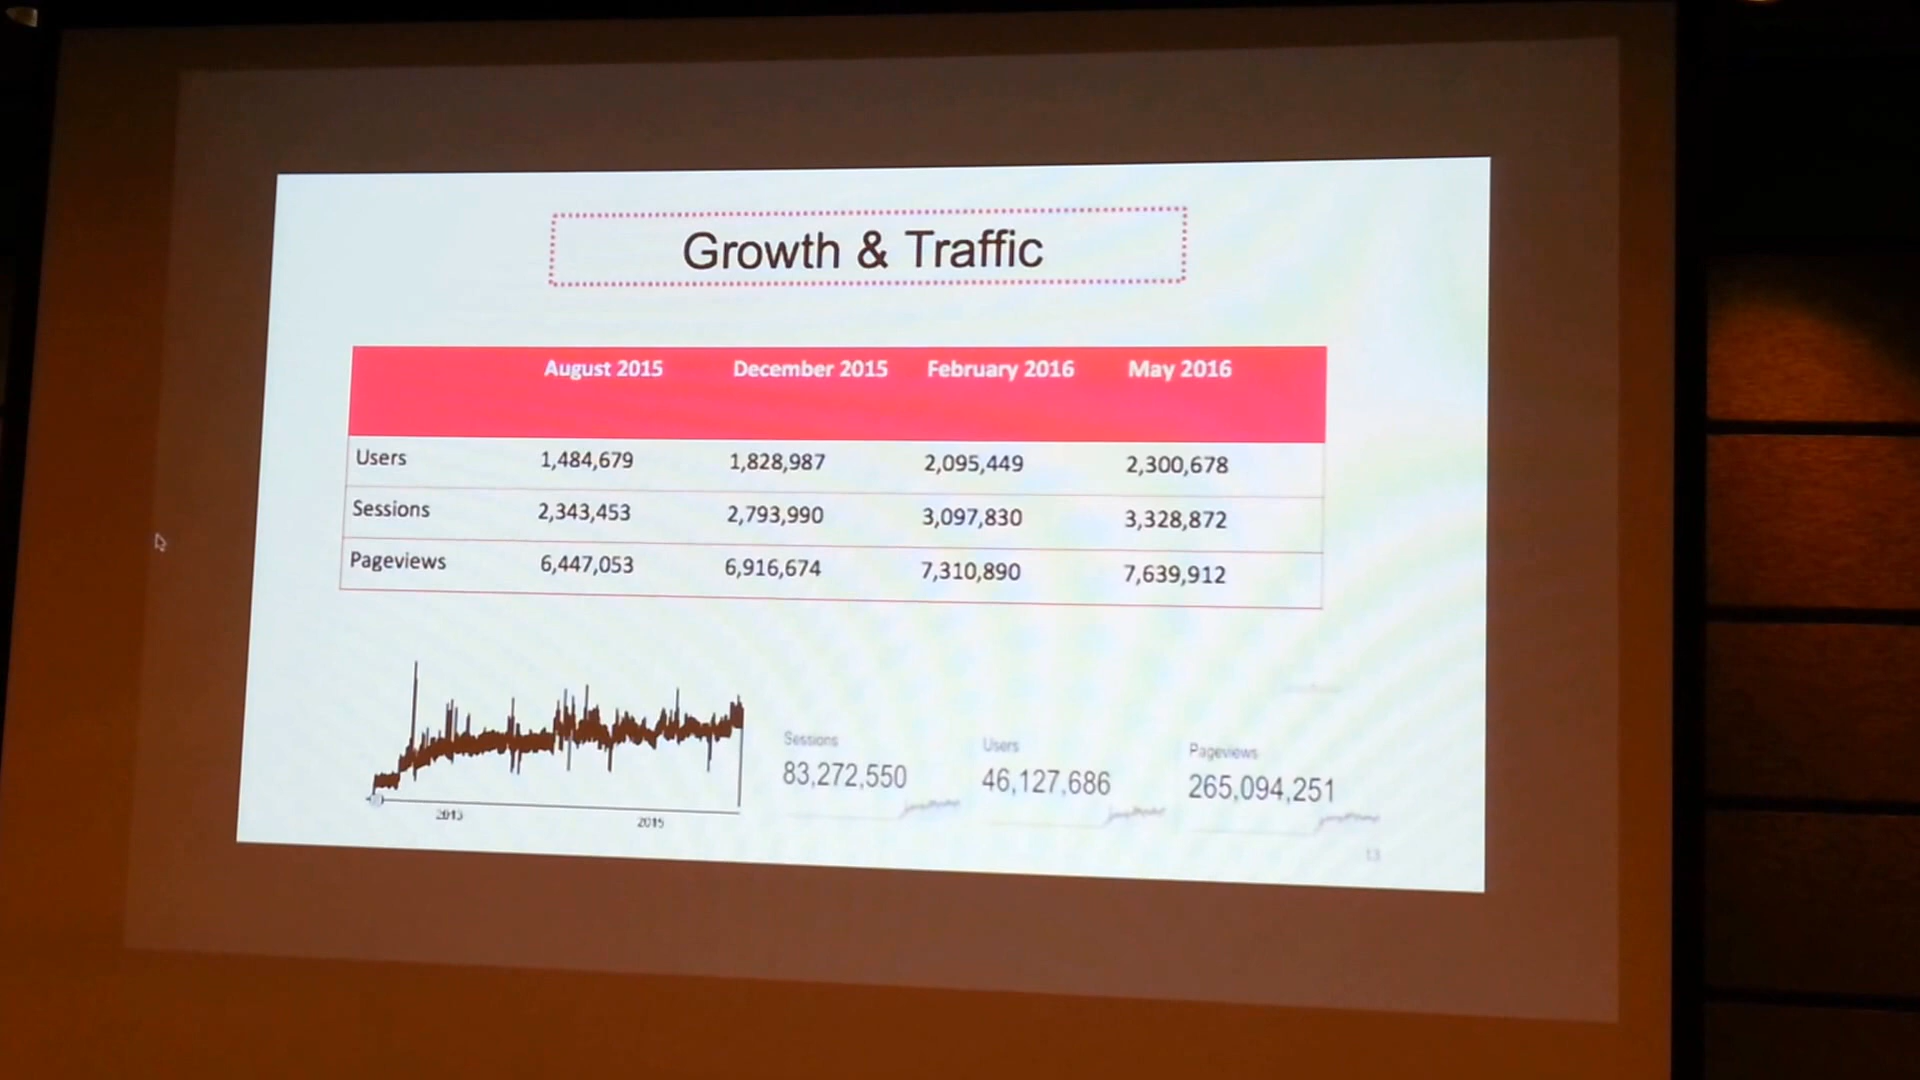 Growth & Traffic
August 2015 December 2015 February 2016 May 2016
Users 1,484,679 1,828,987 2,095,449 2,300,678
Sessions 2,343,453 2,793,990 3,097,830 3,328,872
Pageviews 6,447,053 6,916,674 7,310,890 7,639,912
Sessions Users Pageviews
83,272,550 46,127,686 265,094,251
2013 2015
13